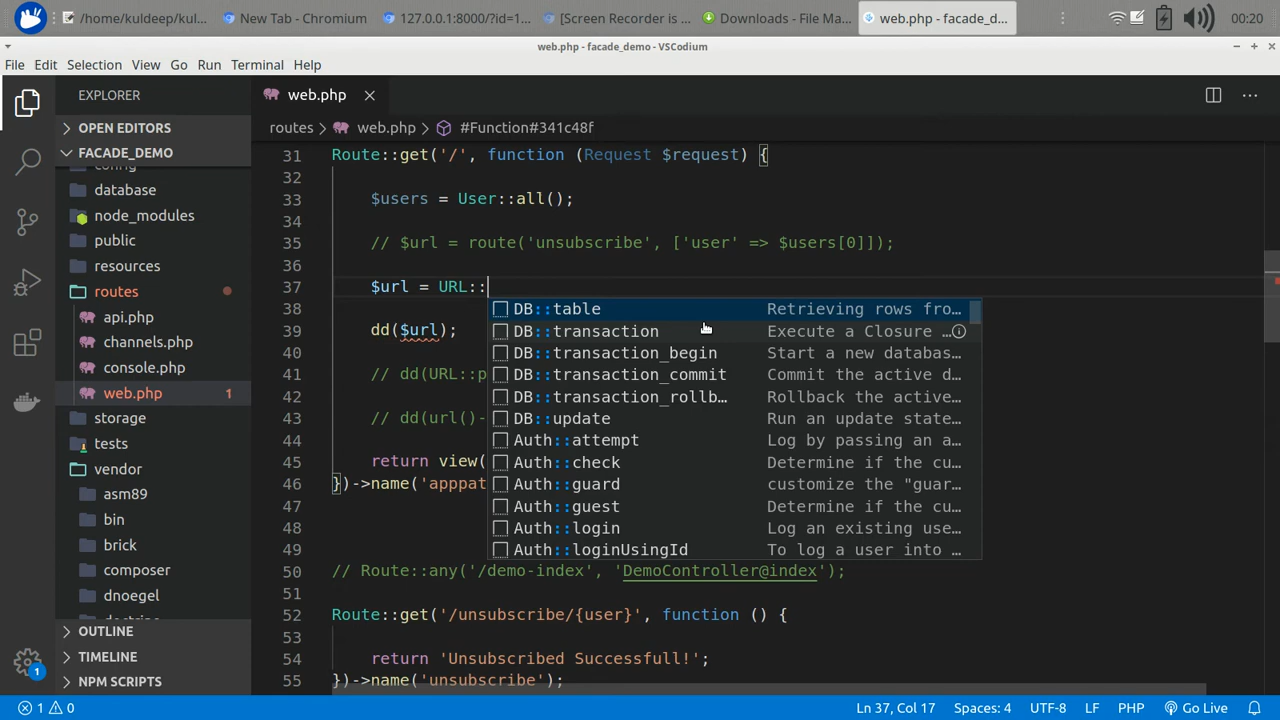 /home/kuldeep/kul...
New Tab - Chromium
127.0.0.1:8000/?id=1...
[Screen Recorder is ...
Downloads - File Ma...
web.php - facade_d...
00:20
web.php - facade_demo - VSCodium
File Edit Selection View Go Run Terminal Help
EXPLORER
web.php
OPEN EDITORS
routes > web.php > #Function#341c48f
FACADE_DEMO
config
database
node_modules
public
resources
routes
api.php
channels.php
console.php
web.php 1
storage
tests
vendor
asm89
bin
brick
composer
dnoegel
doctrine
OUTLINE
TIMELINE
NPM SCRIPTS
1
31 Route::get('/', function (Request $request) {
32
33 $users = User::all();
34
35 // $url = route('unsubscribe', ['user' => $users[0]]);
36
37 $url = URL::
38
39 dd($url);
40
41 // dd(URL::p
42
43 // dd(url()-
44
45 return view(
46 })->name('apppat
47
48
49
50 // Route::any('/demo-index', 'DemoController@index');
51
52 Route::get('/unsubscribe/{user}', function () {
53
54 return 'Unsubscribed Successfull!';
55 })->name('unsubscribe');
DB::table Retrieving rows fro...
DB::transaction Execute a Closure ...
DB::transaction_begin Start a new databas...
DB::transaction_commit Commit the active d...
DB::transaction_rollb... Rollback the active...
DB::update Run an update state...
Auth::attempt Log by passing an a...
Auth::check Determine if the cu...
Auth::guard customize the "guar...
Auth::guest Determine if the cu...
Auth::login Log an existing use...
Auth::loginUsingId To log a user into ...
1 0
Ln 37, Col 17 Spaces: 4 UTF-8 LF PHP Go Live